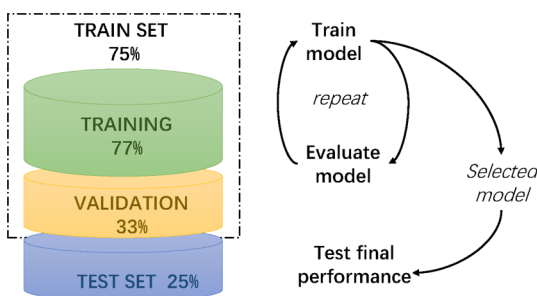 TRAIN SET
75%
TRAINING
77%
VALIDATION
33%
TEST SET 25%
Train
model
repeat
Evaluate
model
Selected
model
Test final
performance